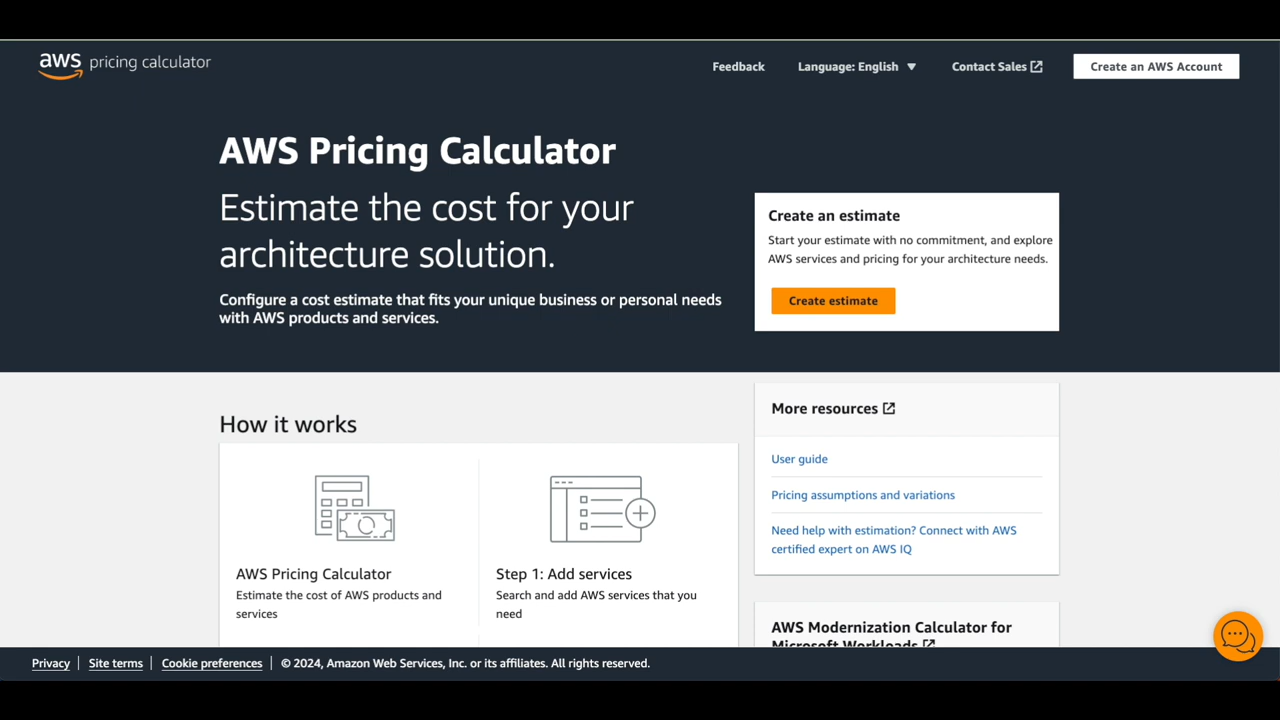 aws pricing calculator
Feedback
Language: English
Contact Sales
Create an AWS Account
AWS Pricing Calculator
Estimate the cost for your
architecture solution.
Configure a cost estimate that fits your unique business or personal needs
with AWS products and services.
Create an estimate
Start your estimate with no commitment, and explore
AWS services and pricing for your architecture needs.
Create estimate
How it works
AWS Pricing Calculator
Estimate the cost of AWS products and
services
Step 1: Add services
Search and add AWS services that you
need
More resources
User guide
Pricing assumptions and variations
Need help with estimation? Connect with AWS
certified expert on AWS IQ
AWS Modernization Calculator for
Microsoft Workloads
Privacy
Site terms
Cookie preferences
© 2024, Amazon Web Services, Inc. or its affiliates. All rights reserved.